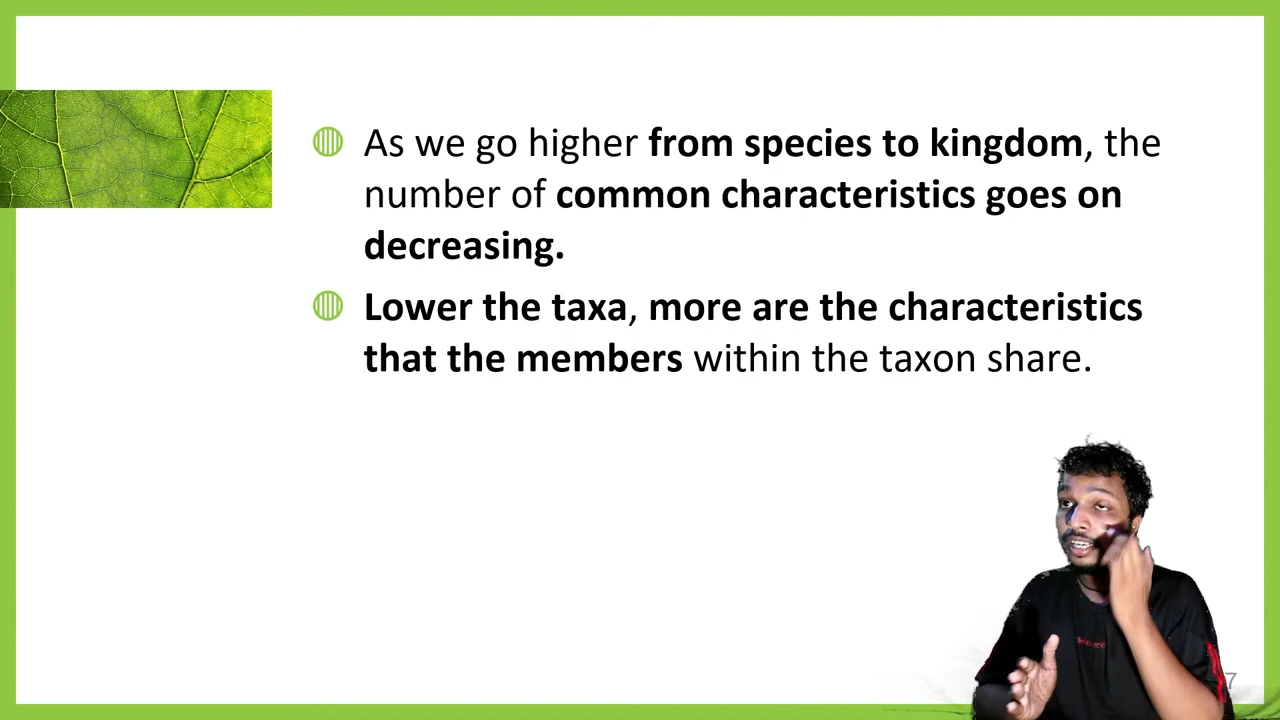 As we go higher from species to kingdom, the
number of common characteristics goes on
decreasing.
Lower the taxa, more are the characteristics
that the members within the taxon share.
7